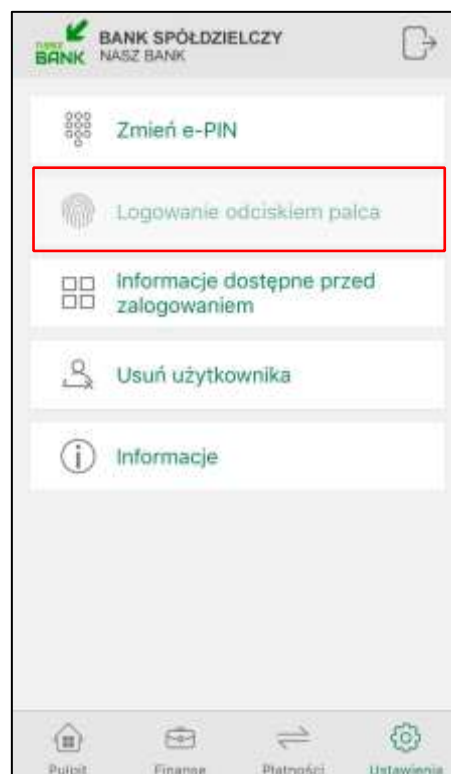 nasz
BANK
BANK SPÓŁDZIELCZY
NASZ BANK
Zmień e-PIN
Logowanie odciskiem palca
Informacje dostępne przed
zalogowaniem
Usuń użytkownika
Informacje
Pulpit Finanse Płatności Ustawienia